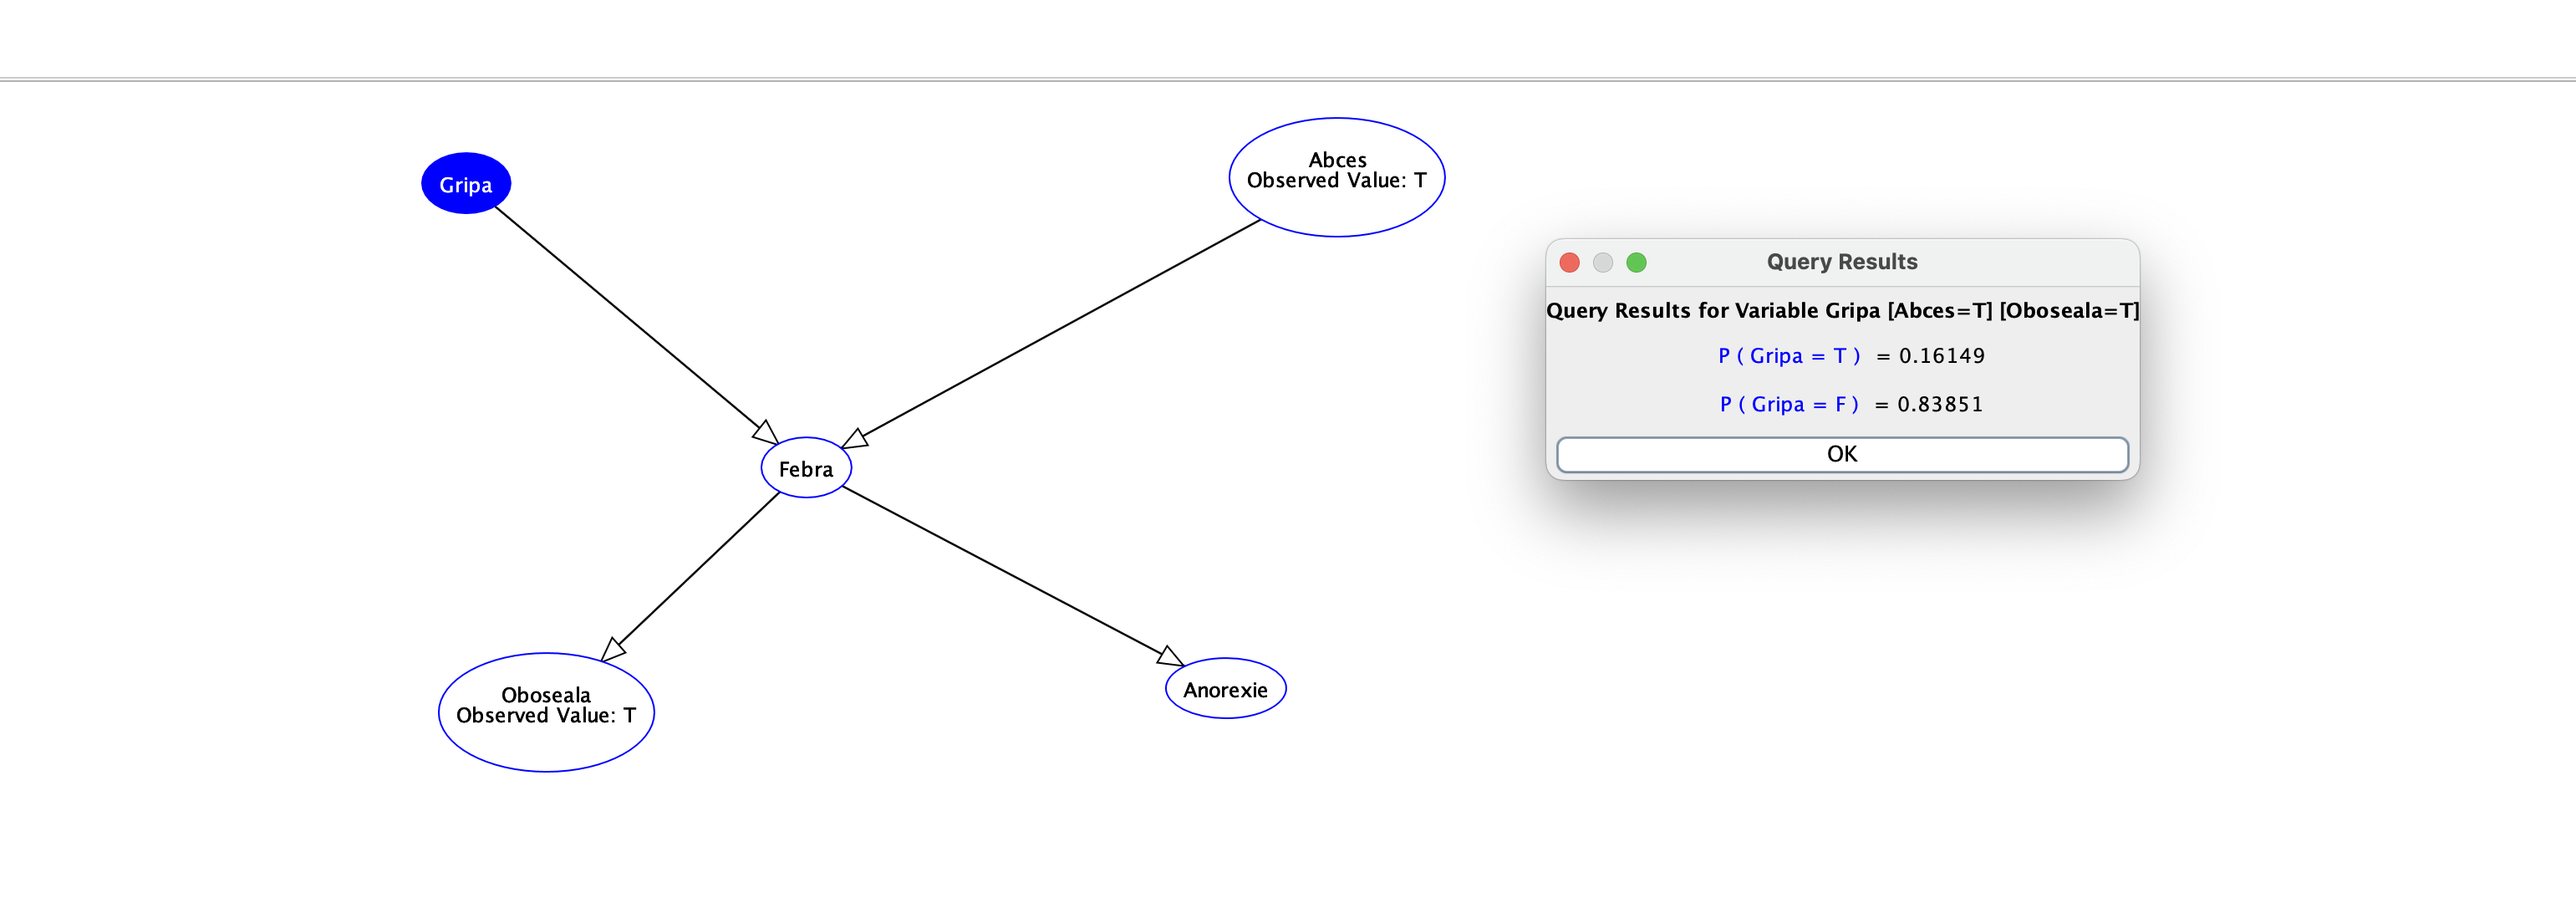 Gripa
Abces
Observed Value: T
Query Results
Query Results for Variable Gripa [Abces=T] [Oboseala=T]
P ( Gripa = T ) = 0.16149
P ( Gripa = F ) = 0.83851
OK
Febra
Oboseala
Observed Value: T
Anorexie